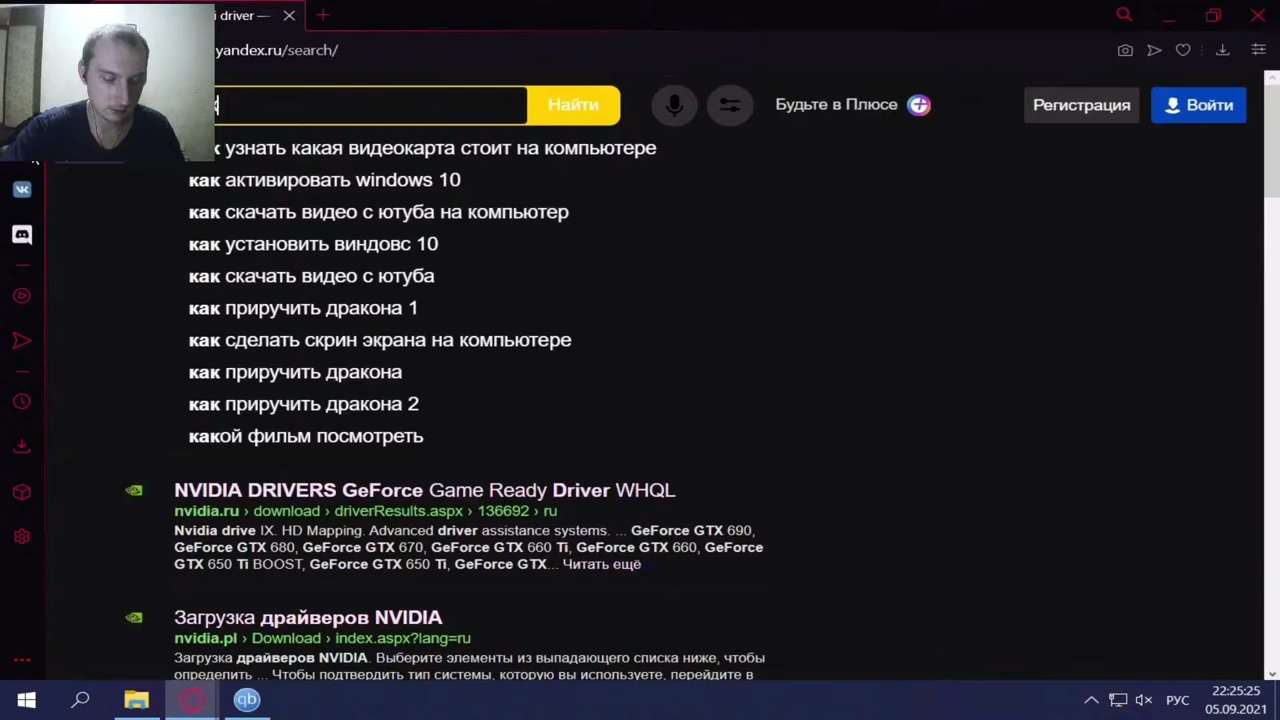 i driver —
yandex.ru/search/
Найти
Будьте в Плюсе
Регистрация
Войти
узнать какая видеокарта стоит на компьютере
как активировать windows 10
как скачать видео с ютуба на компьютер
как установить виндовс 10
как скачать видео с ютуба
как приручить дракона 1
как сделать скрин экрана на компьютере
как приручить дракона
как приручить дракона 2
какой фильм посмотреть
NVIDIA DRIVERS GeForce Game Ready Driver WHQL
nvidia.ru › download › driverResults.aspx › 136692 › ru
Nvidia drive IX. HD Mapping. Advanced driver assistance systems. ... GeForce GTX 690,
GeForce GTX 680, GeForce GTX 670, GeForce GTX 660 Ti, GeForce GTX 660, GeForce
GTX 650 Ti BOOST, GeForce GTX 650 Ti, GeForce GTX... Читать ещё
Загрузка драйверов NVIDIA
nvidia.pl › Download › index.aspx?lang=ru
Загрузка драйверов NVIDIA. Выберите элементы из выпадающего списка ниже, чтобы
определить ... Чтобы подтвердить тип системы, которую вы используете, перейдите в
qb
РУС
22:25:25
05.09.2021